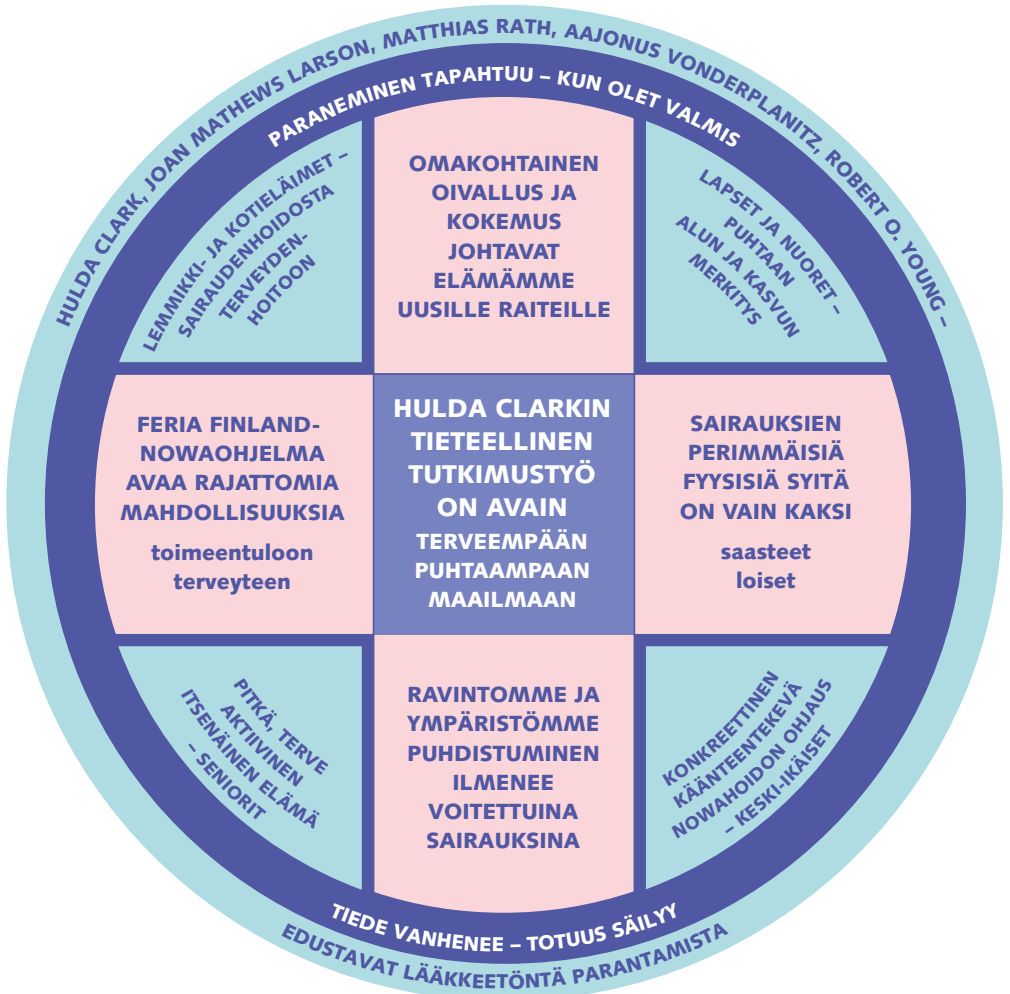 HULDA CLARK, JOAN MATHEWS LARSON, MATTHIAS RATH, AAJONUS VONDERPLANITZ, ROBERT O. YOUNG –
PARANEMINEN TAPAHTUU – KUN OLET VALMIS
LEMMIKKI- JA KOTIELÄIMET –
SAIRAUDENHOIDOSTA
TERVEYDEN-
HOITOON
OMAKOHTAINEN
OIVALLUS JA
KOKEMUS
JOHTAVAT
ELÄMÄMME
UUSILLE RAITEILLE
LAPSET JA NUORET –
PUHTAAN
ALUN JA KASVUN
MERKITYS
FERIA FINLAND-
NOWAOHJELMA
AVAA RAJATTOMIA
MAHDOLLISUUKSIA
toimeentuloon
terveyteen
HULDA CLARKIN
TIETEELLINEN
TUTKIMUSTYÖ
ON AVAIN
TERVEEMPÄÄN
PUHTAAMPAAN
MAAILMAAN
SAIRAUKSIEN
PERIMMÄISIÄ
FYYSISIÄ SYITÄ
ON VAIN KAKSI
saasteet
loiset
PITKÄ, TERVE
AKTIIVINEN
ITSENÄINEN ELÄMÄ
– SENIORIT
RAVINTOMME JA
YMPÄRISTÖMME
PUHDISTUMINEN
ILMENEE
VOITETTUINA
SAIRAUKSINA
KONKREETTINEN
KÄÄNTEENTEKEVÄ
NOWAHOIDON OHJAUS
– KESKI-IKÄISET
TIEDE VANHENEE – TOTUUS SÄILYY
EDUSTAVAT LÄÄKKEETÖNTÄ PARANTAMISTA